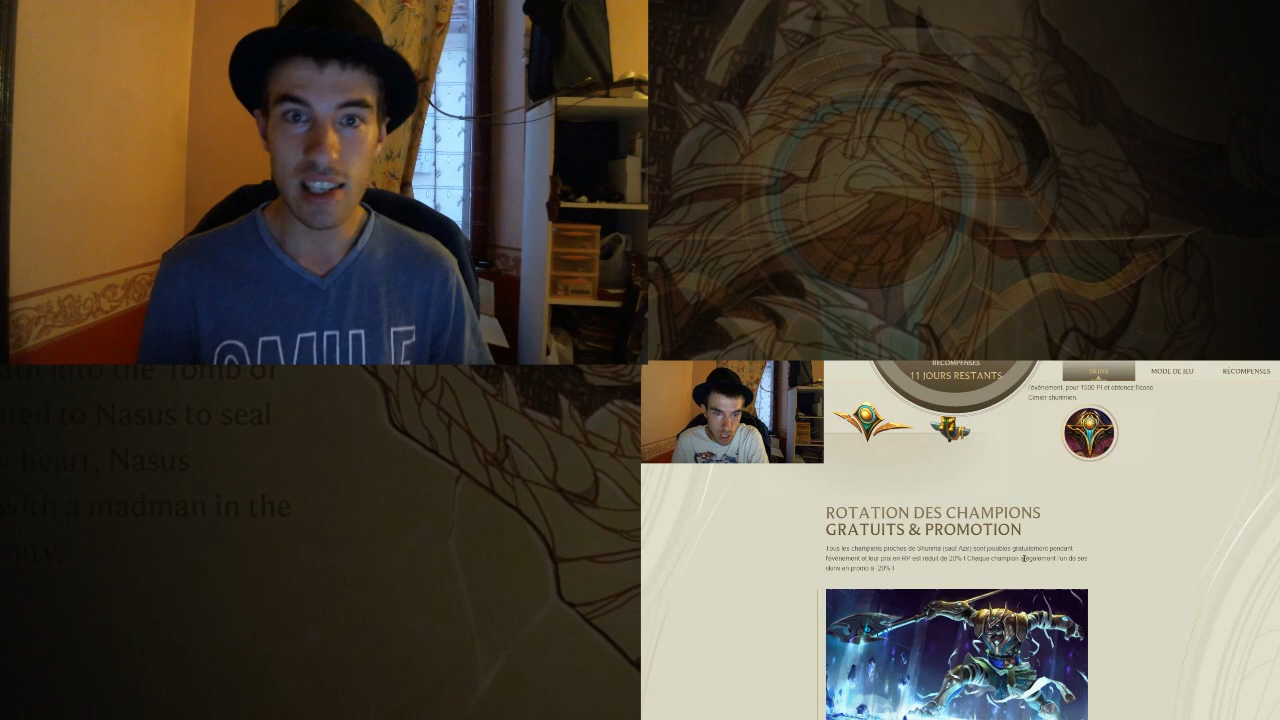 SMILE
into the Tomb of
to Nasus to seal
heart, Nasus
with a madman in the
RÉCOMPENSES
11 JOURS RESTANTS
SKINS
MODE DE JEU
RÉCOMPENSES
l'événement, pour 1500 PI et obtenez l'icône
Cimier shurimien.
ROTATION DES CHAMPIONS
GRATUITS & PROMOTION
Tous les champions proches de Shurima (sauf Azir) sont jouables gratuitement pendant
l'événement et leur prix en RP est réduit de 20% ! Chaque champion a également l'un de ses
skins en promo à -20% !